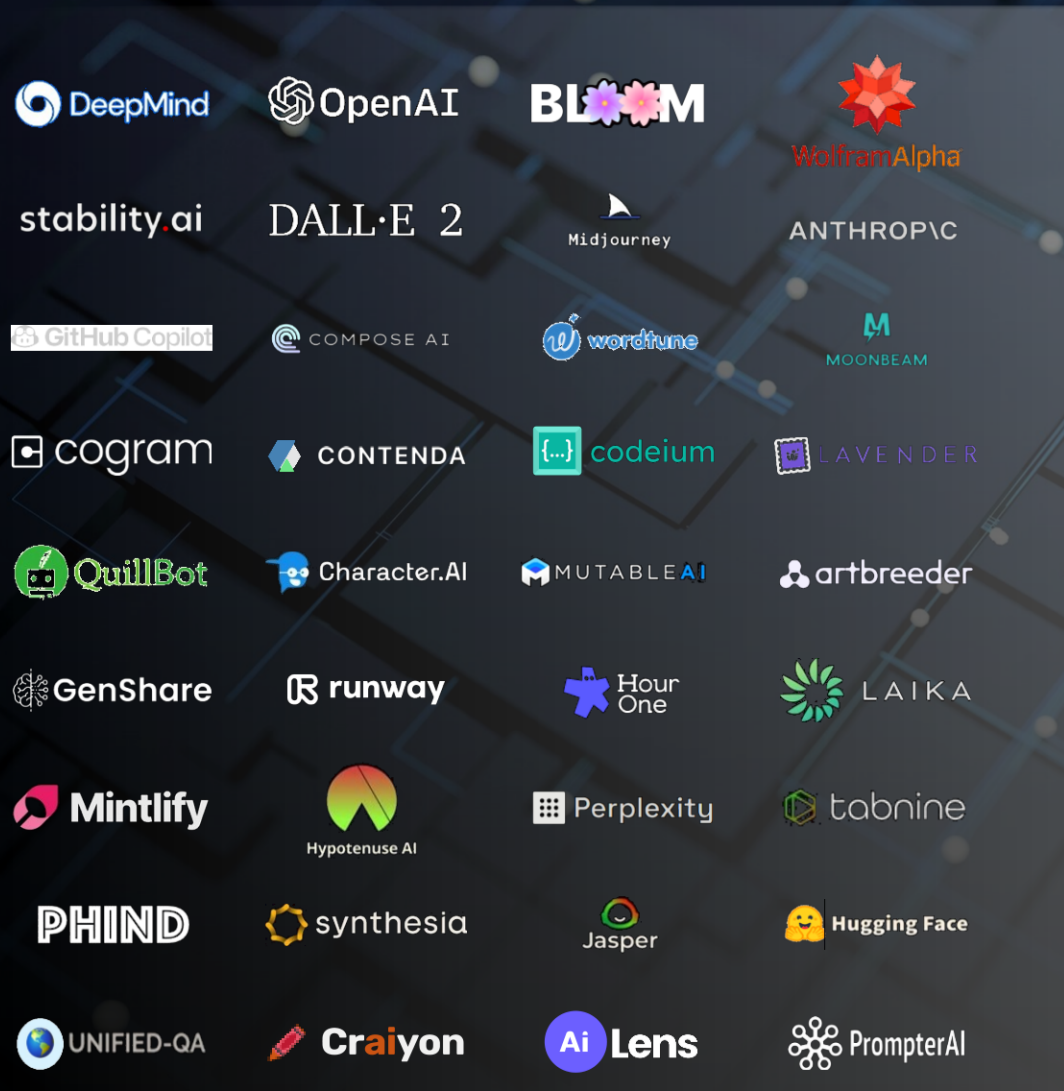 DeepMind
OpenAI
BLOOM
WolframAlpha
stability.ai
DALL·E 2
Midjourney
ANTHROP\C
GitHub Copilot
COMPOSE AI
wordtune
MOONBEAM
cogram
CONTENDA
{...} codeium
LAVENDER
QuillBot
Character.AI
MUTABLEAI
artbreeder
GenShare
runway
Hour
One
LAIKA
Mintlify
Hypotenuse AI
Perplexity
tabnine
PHIND
synthesia
Jasper
Hugging Face
UNIFIED-QA
Craiyon
Ai Lens
PrompterAI